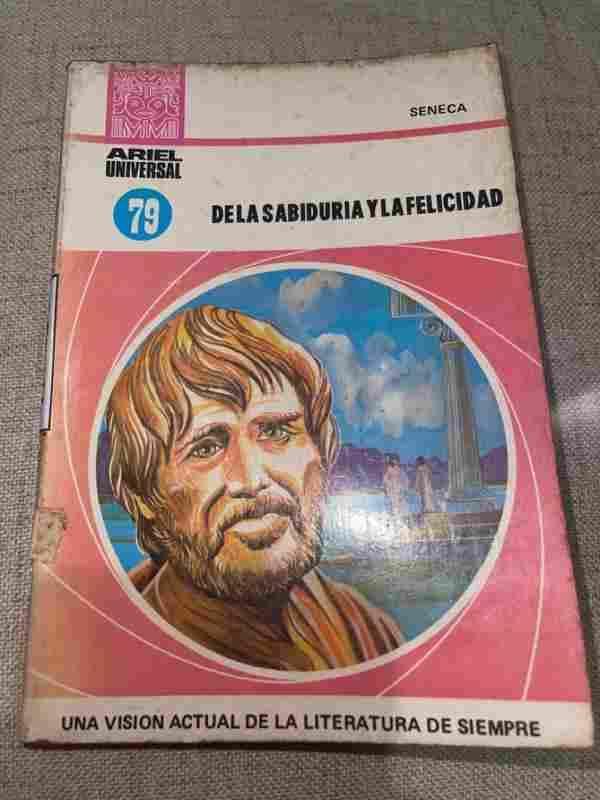 SENECA
ARIEL
UNIVERSAL
79
DE LA SABIDURIA Y LA FELICIDAD
UNA VISION ACTUAL DE LA LITERATURA DE SIEMPRE